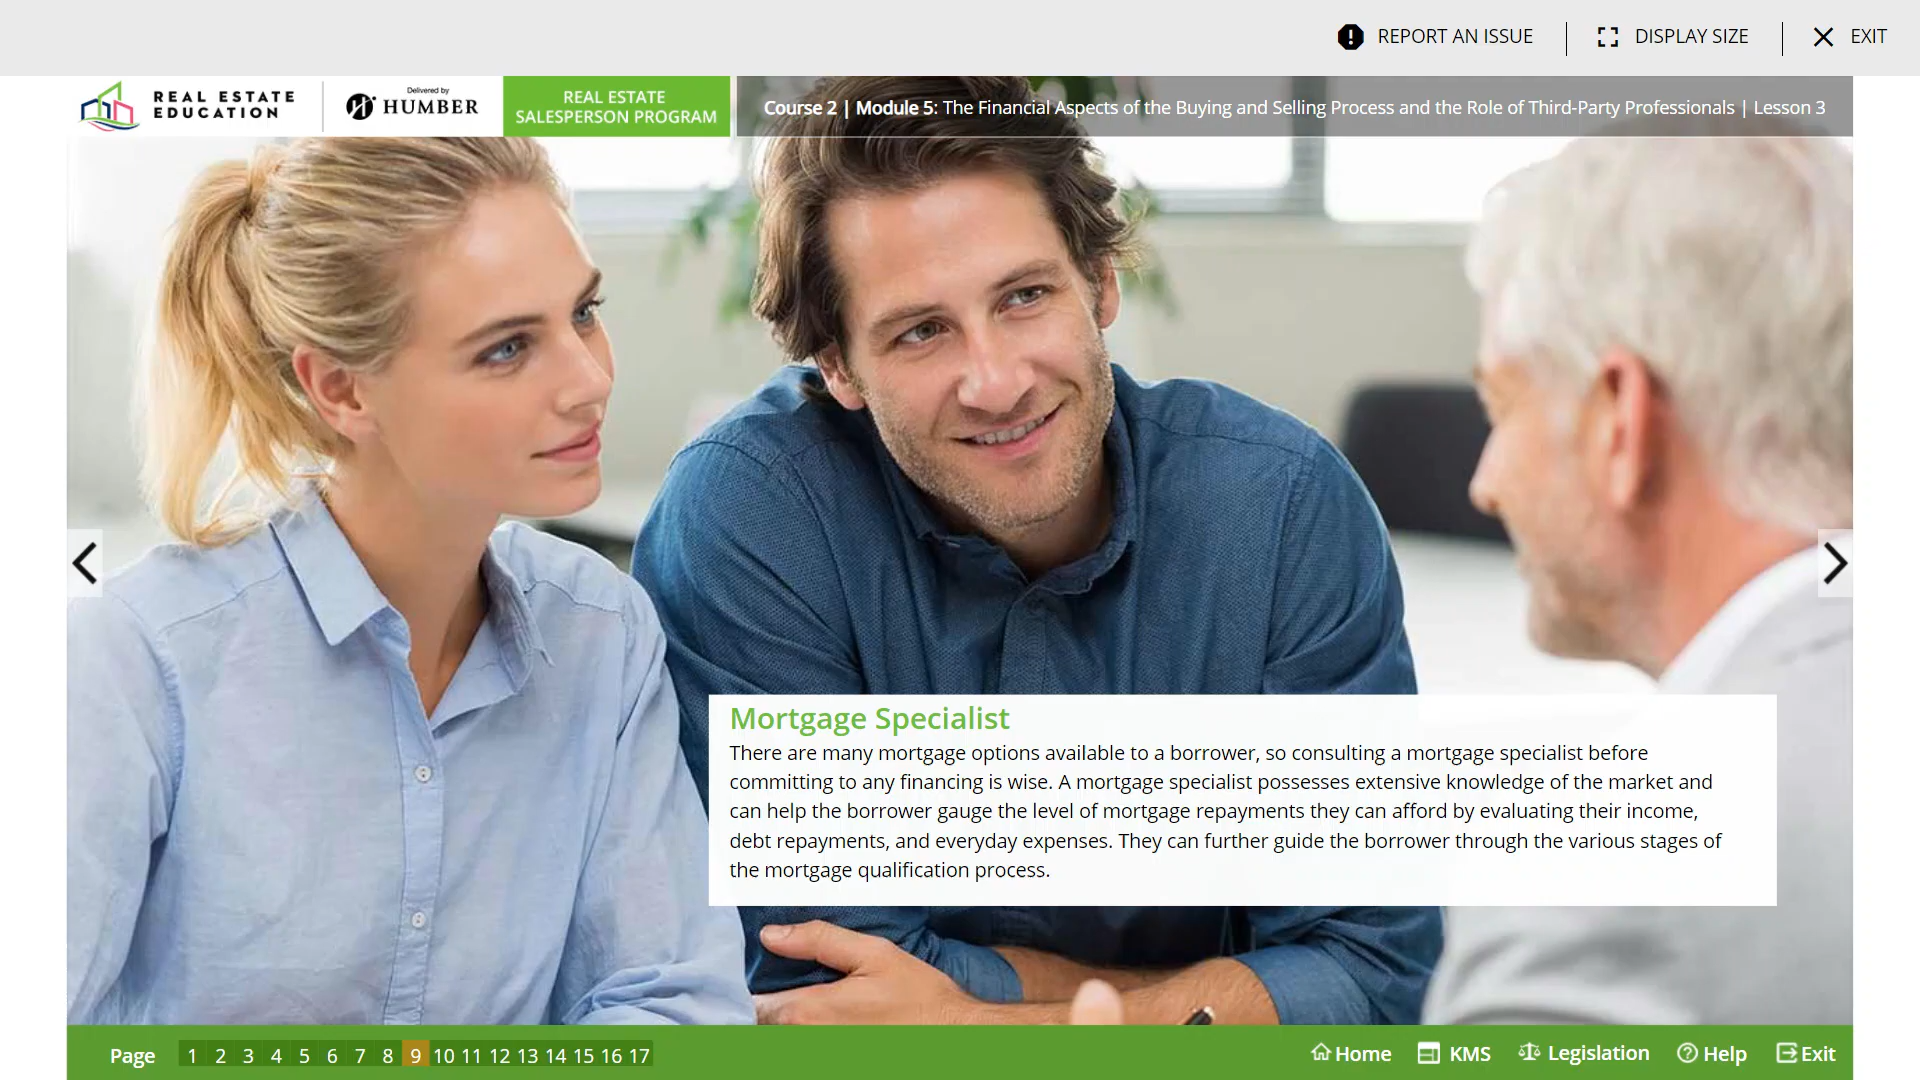 REPORT AN ISSUE
DISPLAY SIZE
EXIT
REAL ESTATE
EDUCATION
Delivered by
HUMBER
REAL ESTATE
SALESPERSON PROGRAM
Course 2 | Module 5: The Financial Aspects of the Buying and Selling Process and the Role of Third-Party Professionals | Lesson 3
Mortgage Specialist
There are many mortgage options available to a borrower, so consulting a mortgage specialist before
committing to any financing is wise. A mortgage specialist possesses extensive knowledge of the market and
can help the borrower gauge the level of mortgage repayments they can afford by evaluating their income,
debt repayments, and everyday expenses. They can further guide the borrower through the various stages of
the mortgage qualification process.
Page 1 2 3 4 5 6 7 8 9 10 11 12 13 14 15 16 17
Home KMS Legislation Help Exit